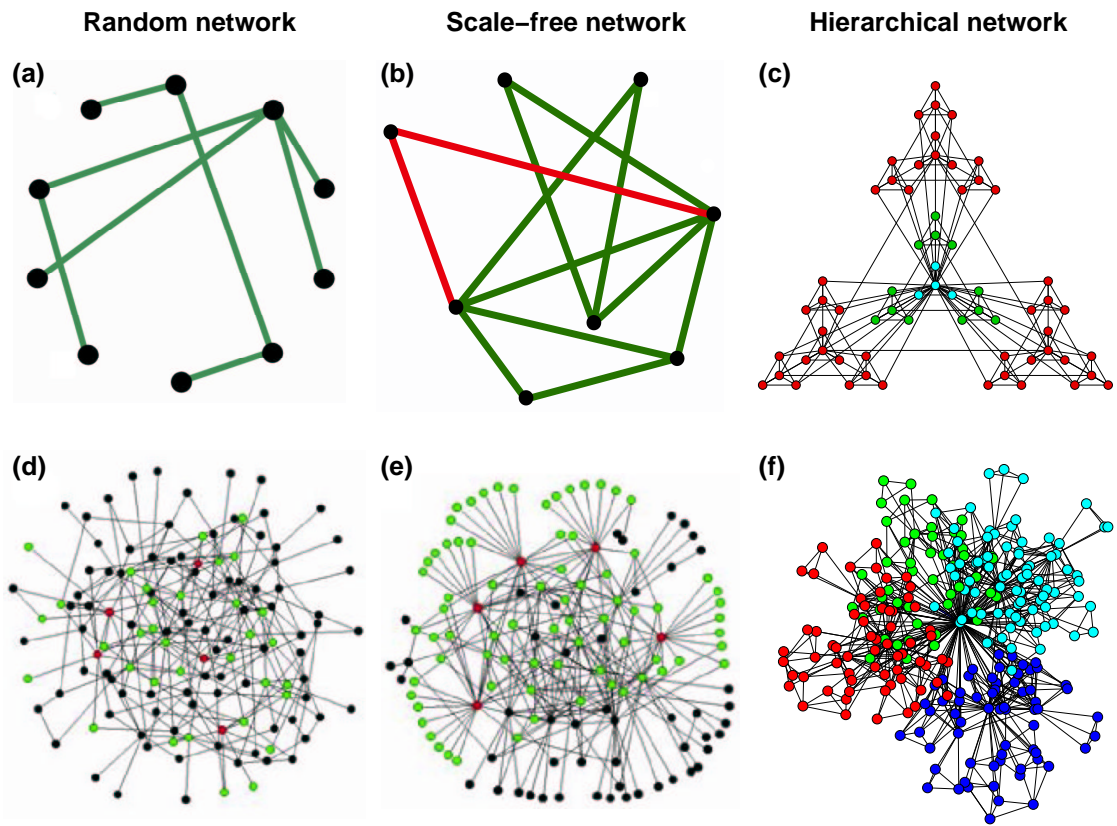 Random network
Scale–free network
Hierarchical network
(a)
(b)
(c)
(d)
(e)
(f)